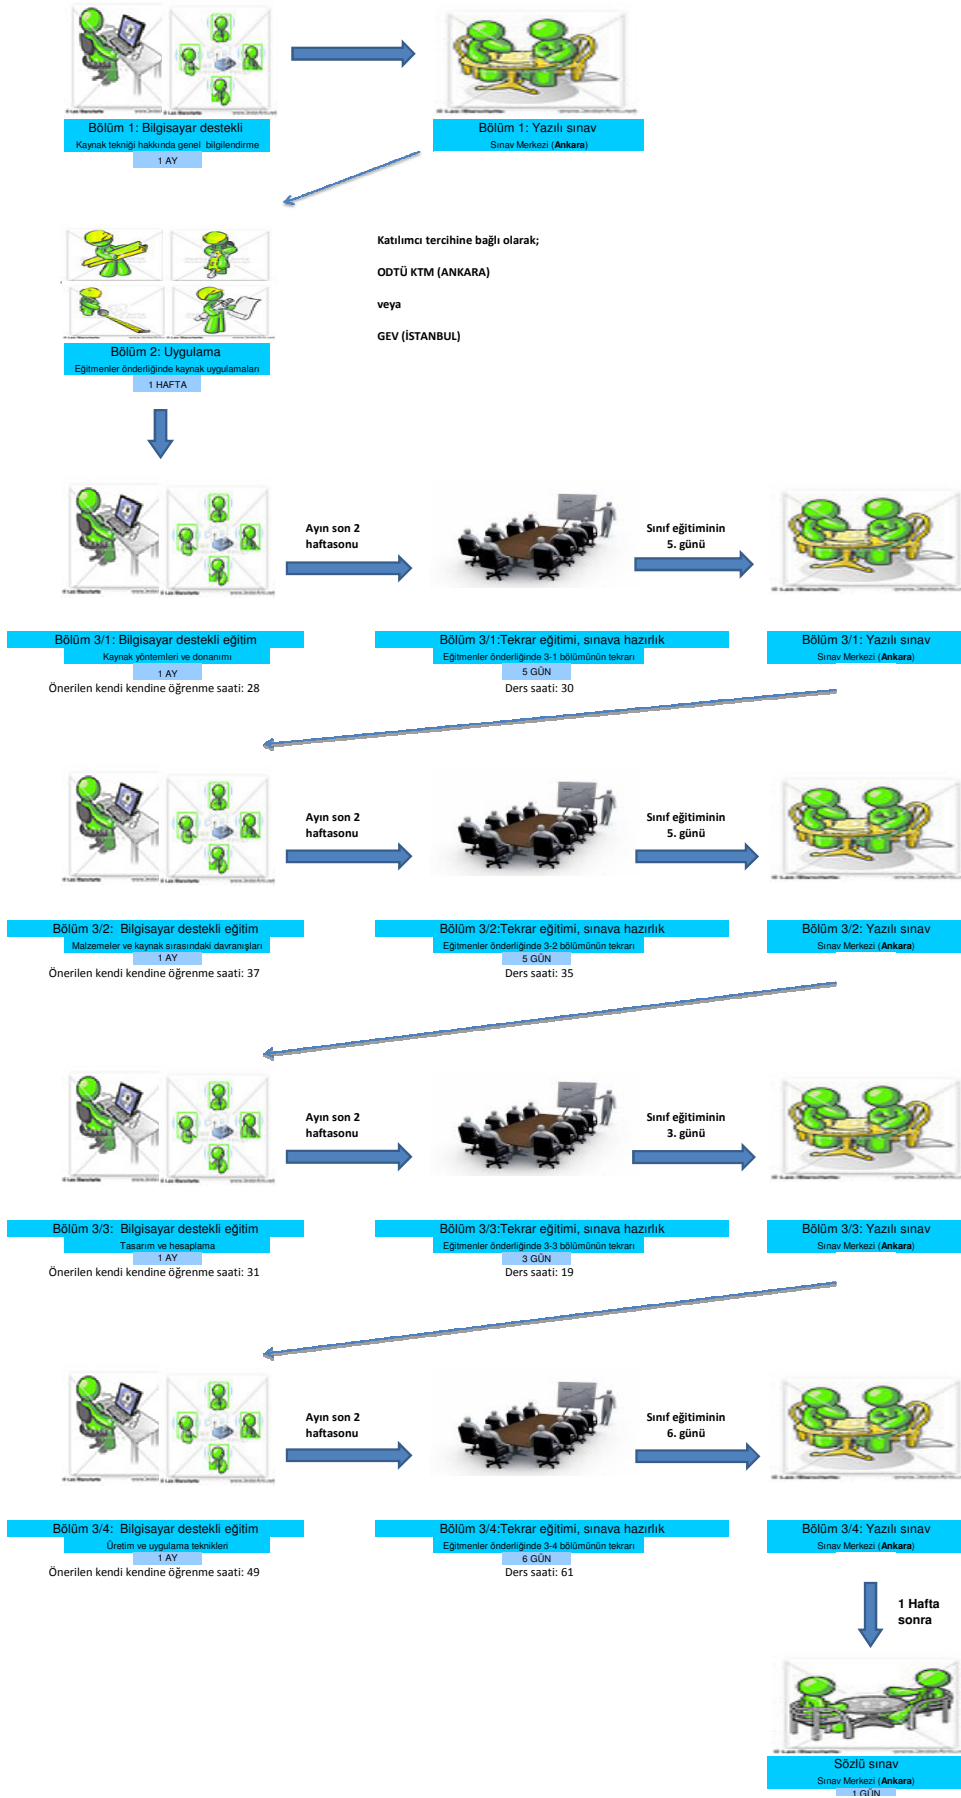 Bölüm 1: Bilgisayar destekli
Kaynak tekniği hakkında genel bilgilendirme
1 AY
Bölüm 1: Yazılı sınav
Sınav Merkezi (Ankara)
Katılımcı tercihine bağlı olarak;
ODTÜ KTM (ANKARA)
veya
GEV (İSTANBUL)
Bölüm 2: Uygulama
Eğitmenler önderliğinde kaynak uygulamaları
1 HAFTA
Ayın son 2
haftasonu
Sınıf eğitiminin
5. günü
Bölüm 3/1: Bilgisayar destekli eğitim
Kaynak yöntemleri ve donanımı
1 AY
Önerilen kendi kendine öğrenme saati: 28
Bölüm 3/1:Tekrar eğitimi, sınava hazırlık
Eğitmenler önderliğinde 3-1 bölümünün tekrarı
5 GÜN
Ders saati: 30
Bölüm 3/1: Yazılı sınav
Sınav Merkezi (Ankara)
Ayın son 2
haftasonu
Sınıf eğitiminin
5. günü
Bölüm 3/2: Bilgisayar destekli eğitim
Malzemeler ve kaynak sırasındaki davranışları
1 AY
Önerilen kendi kendine öğrenme saati: 37
Bölüm 3/2:Tekrar eğitimi, sınava hazırlık
Eğitmenler önderliğinde 3-2 bölümünün tekrarı
5 GÜN
Ders saati: 35
Bölüm 3/2: Yazılı sınav
Sınav Merkezi (Ankara)
Ayın son 2
haftasonu
Sınıf eğitiminin
3. günü
Bölüm 3/3: Bilgisayar destekli eğitim
Tasarım ve hesaplama
1 AY
Önerilen kendi kendine öğrenme saati: 31
Bölüm 3/3:Tekrar eğitimi, sınava hazırlık
Eğitmenler önderliğinde 3-3 bölümünün tekrarı
3 GÜN
Ders saati: 19
Bölüm 3/3: Yazılı sınav
Sınav Merkezi (Ankara)
Ayın son 2
haftasonu
Sınıf eğitiminin
6. günü
Bölüm 3/4: Bilgisayar destekli eğitim
Üretim ve uygulama teknikleri
1 AY
Önerilen kendi kendine öğrenme saati: 49
Bölüm 3/4:Tekrar eğitimi, sınava hazırlık
Eğitmenler önderliğinde 3-4 bölümünün tekrarı
6 GÜN
Ders saati: 61
Bölüm 3/4: Yazılı sınav
Sınav Merkezi (Ankara)
1 Hafta
sonra
Sözlü sınav
Sınav Merkezi (Ankara)
1 GÜN